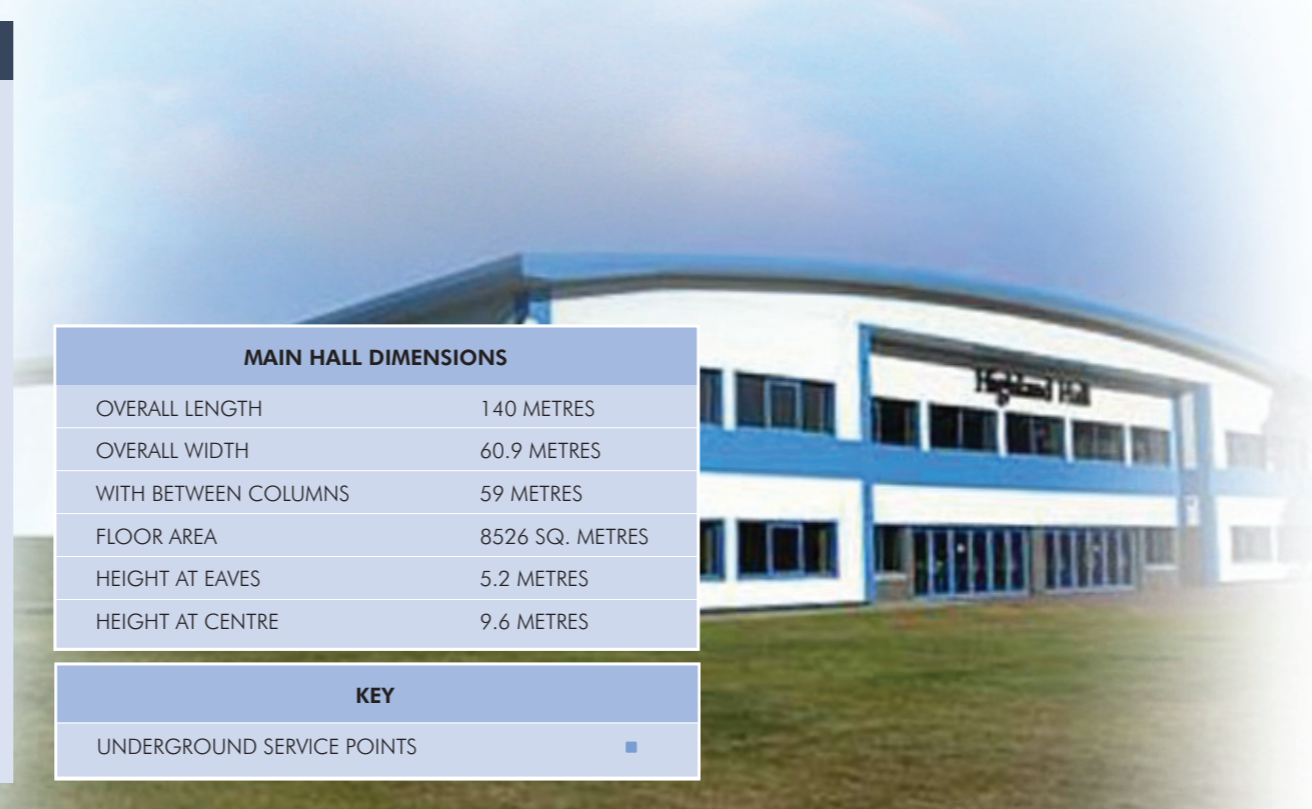 Highland Hall
MAIN HALL DIMENSIONS
OVERALL LENGTH 140 METRES
OVERALL WIDTH 60.9 METRES
WITH BETWEEN COLUMNS 59 METRES
FLOOR AREA 8526 SQ. METRES
HEIGHT AT EAVES 5.2 METRES
HEIGHT AT CENTRE 9.6 METRES
KEY
UNDERGROUND SERVICE POINTS